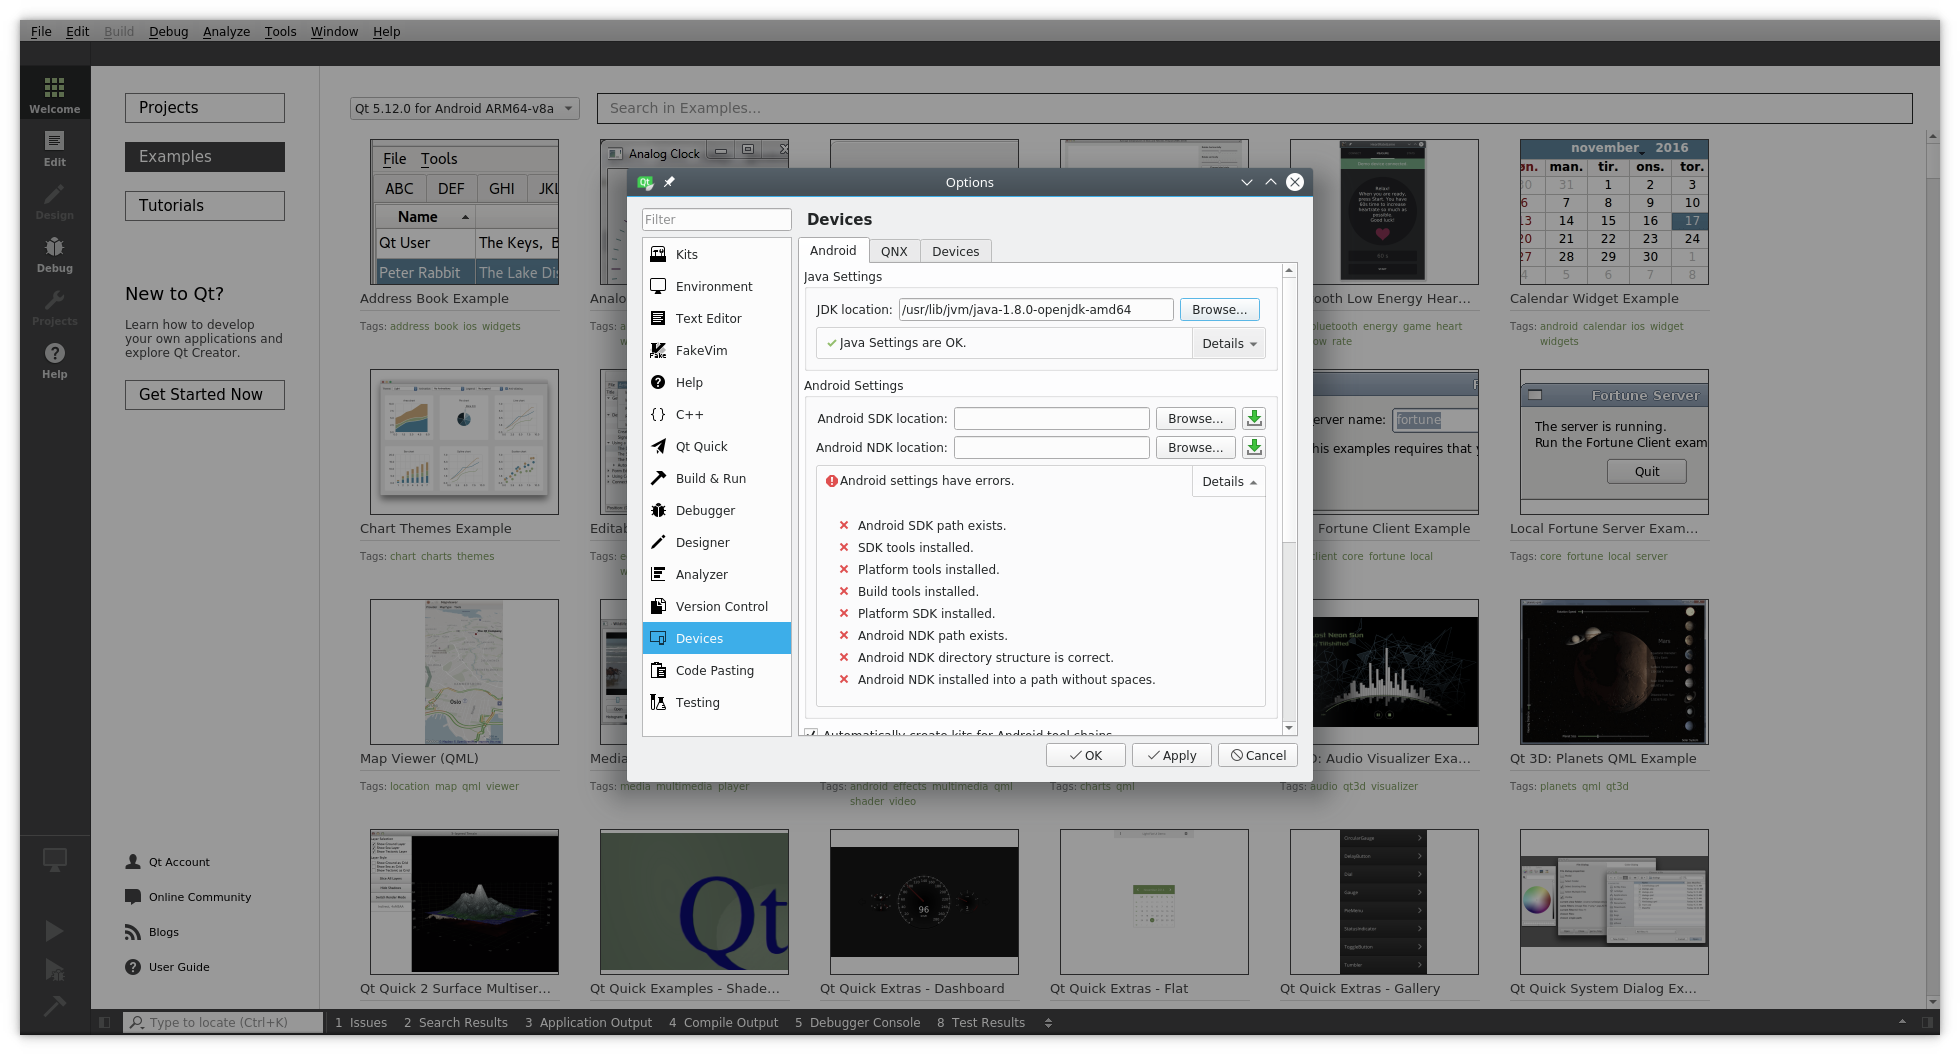 File Edit Build Debug Analyze Tools Window Help
Welcome
Edit
Design
Debug
Projects
Help
Projects
Examples
Tutorials
New to Qt?
Learn how to develop
your own applications and
explore Qt Creator.
Get Started Now
Qt Account
Online Community
Blogs
User Guide
Qt 5.12.0 for Android ARM64-v8a
Search in Examples...
File Tools
ABC DEF GHI JKL
Name
Qt User The Keys, B
Peter Rabbit The Lake Dis
Address Book Example
Tags: address book ios widgets
Analog Clock
Analo
Tags: a
w
ooth Low Energy Hear...
luetooth energy game heart
ow rate
november 2016
øn. man. tir. ons. tor.
30 31 1 2 3
6 7 8 9 10
13 14 15 16 17
20 21 22 23 24
27 28 29 30 1
4 5 6 7 8
Calendar Widget Example
Tags: android calendar ios widget
widgets
Options
Filter
Kits
Environment
Text Editor
FakeVim
Help
C++
Qt Quick
Build & Run
Debugger
Designer
Analyzer
Version Control
Devices
Code Pasting
Testing
Devices
Android QNX Devices
Java Settings
JDK location: /usr/lib/jvm/java-1.8.0-openjdk-amd64 Browse...
Java Settings are OK. Details
Android Settings
Android SDK location: Browse...
Android NDK location: Browse...
Android settings have errors. Details
Android SDK path exists.
SDK tools installed.
Platform tools installed.
Build tools installed.
Platform SDK installed.
Android NDK path exists.
Android NDK directory structure is correct.
Android NDK installed into a path without spaces.
Automatically create kits for Android tool chains
OK Apply Cancel
Chart Themes Example
Tags: chart charts themes
Editab
Tags: e
w
erver name: fortune
his examples requires that y
Fortune Client Example
client core fortune local
Fortune Server
The server is running.
Run the Fortune Client exam
Quit
Local Fortune Server Exam...
Tags: core fortune local server
Oslo
Map Viewer (QML)
Tags: location map qml viewer
Media
Tags: media multimedia player
Tags: android effects multimedia qml
shader video
Tags: charts qml
D: Audio Visualizer Exa...
Tags: audio qt3d visualizer
Mars
Qt 3D: Planets QML Example
Tags: planets qml qt3d
Qt Quick 2 Surface Multiser...
Qt
Qt Quick Examples - Shade...
96
Qt Quick Extras - Dashboard
Qt Quick Extras - Flat
CircularGauge
DelayButton
Dial
Gauge
PieMenu
StatusIndicator
ToggleButton
Tumbler
Qt Quick Extras - Gallery
Qt Quick System Dialog Ex...
Type to locate (Ctrl+K) 1 Issues 2 Search Results 3 Application Output 4 Compile Output 5 Debugger Console 8 Test Results